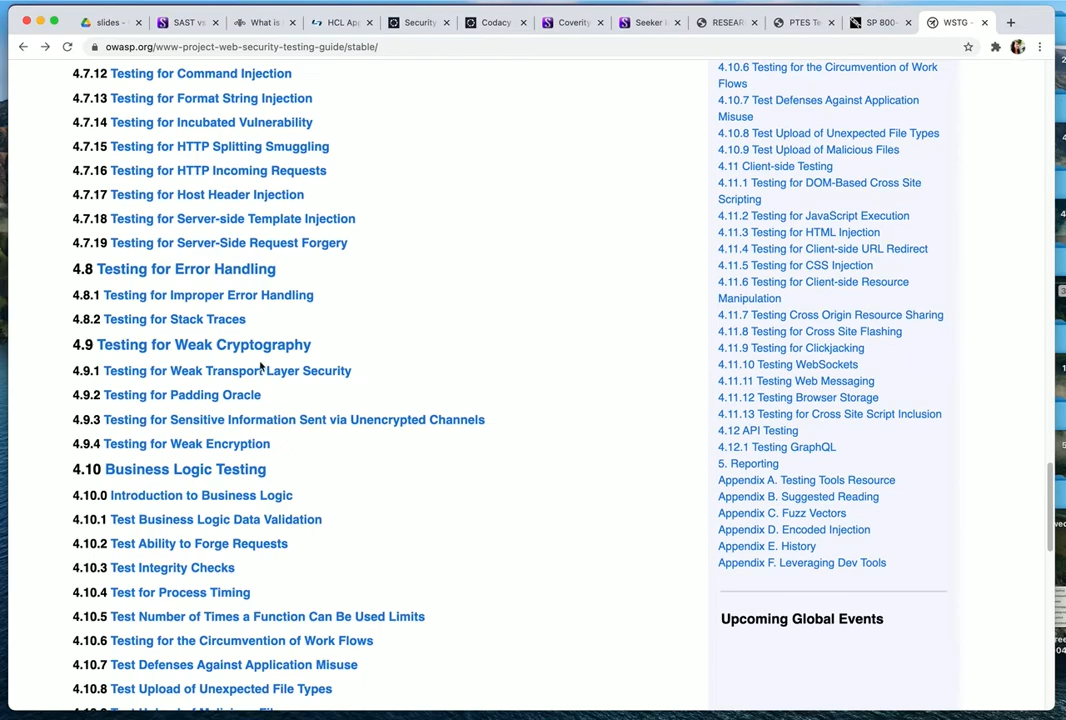 slides -
SAST vs
What is
HCL App
Security
Codacy
Coverity
Seeker
RESEAR
PTES Te
SP 800-
WSTG -
owasp.org/www-project-web-security-testing-guide/stable/
4.7.12 Testing for Command Injection
4.7.13 Testing for Format String Injection
4.7.14 Testing for Incubated Vulnerability
4.7.15 Testing for HTTP Splitting Smuggling
4.7.16 Testing for HTTP Incoming Requests
4.7.17 Testing for Host Header Injection
4.7.18 Testing for Server-side Template Injection
4.7.19 Testing for Server-Side Request Forgery
4.8 Testing for Error Handling
4.8.1 Testing for Improper Error Handling
4.8.2 Testing for Stack Traces
4.9 Testing for Weak Cryptography
4.9.1 Testing for Weak Transport Layer Security
4.9.2 Testing for Padding Oracle
4.9.3 Testing for Sensitive Information Sent via Unencrypted Channels
4.9.4 Testing for Weak Encryption
4.10 Business Logic Testing
4.10.0 Introduction to Business Logic
4.10.1 Test Business Logic Data Validation
4.10.2 Test Ability to Forge Requests
4.10.3 Test Integrity Checks
4.10.4 Test for Process Timing
4.10.5 Test Number of Times a Function Can Be Used Limits
4.10.6 Testing for the Circumvention of Work Flows
4.10.7 Test Defenses Against Application Misuse
4.10.8 Test Upload of Unexpected File Types
4.10.6 Testing for the Circumvention of Work
Flows
4.10.7 Test Defenses Against Application
Misuse
4.10.8 Test Upload of Unexpected File Types
4.10.9 Test Upload of Malicious Files
4.11 Client-side Testing
4.11.1 Testing for DOM-Based Cross Site
Scripting
4.11.2 Testing for JavaScript Execution
4.11.3 Testing for HTML Injection
4.11.4 Testing for Client-side URL Redirect
4.11.5 Testing for CSS Injection
4.11.6 Testing for Client-side Resource
Manipulation
4.11.7 Testing Cross Origin Resource Sharing
4.11.8 Testing for Cross Site Flashing
4.11.9 Testing for Clickjacking
4.11.10 Testing WebSockets
4.11.11 Testing Web Messaging
4.11.12 Testing Browser Storage
4.11.13 Testing for Cross Site Script Inclusion
4.12 API Testing
4.12.1 Testing GraphQL
5. Reporting
Appendix A. Testing Tools Resource
Appendix B. Suggested Reading
Appendix C. Fuzz Vectors
Appendix D. Encoded Injection
Appendix E. History
Appendix F. Leveraging Dev Tools
Upcoming Global Events